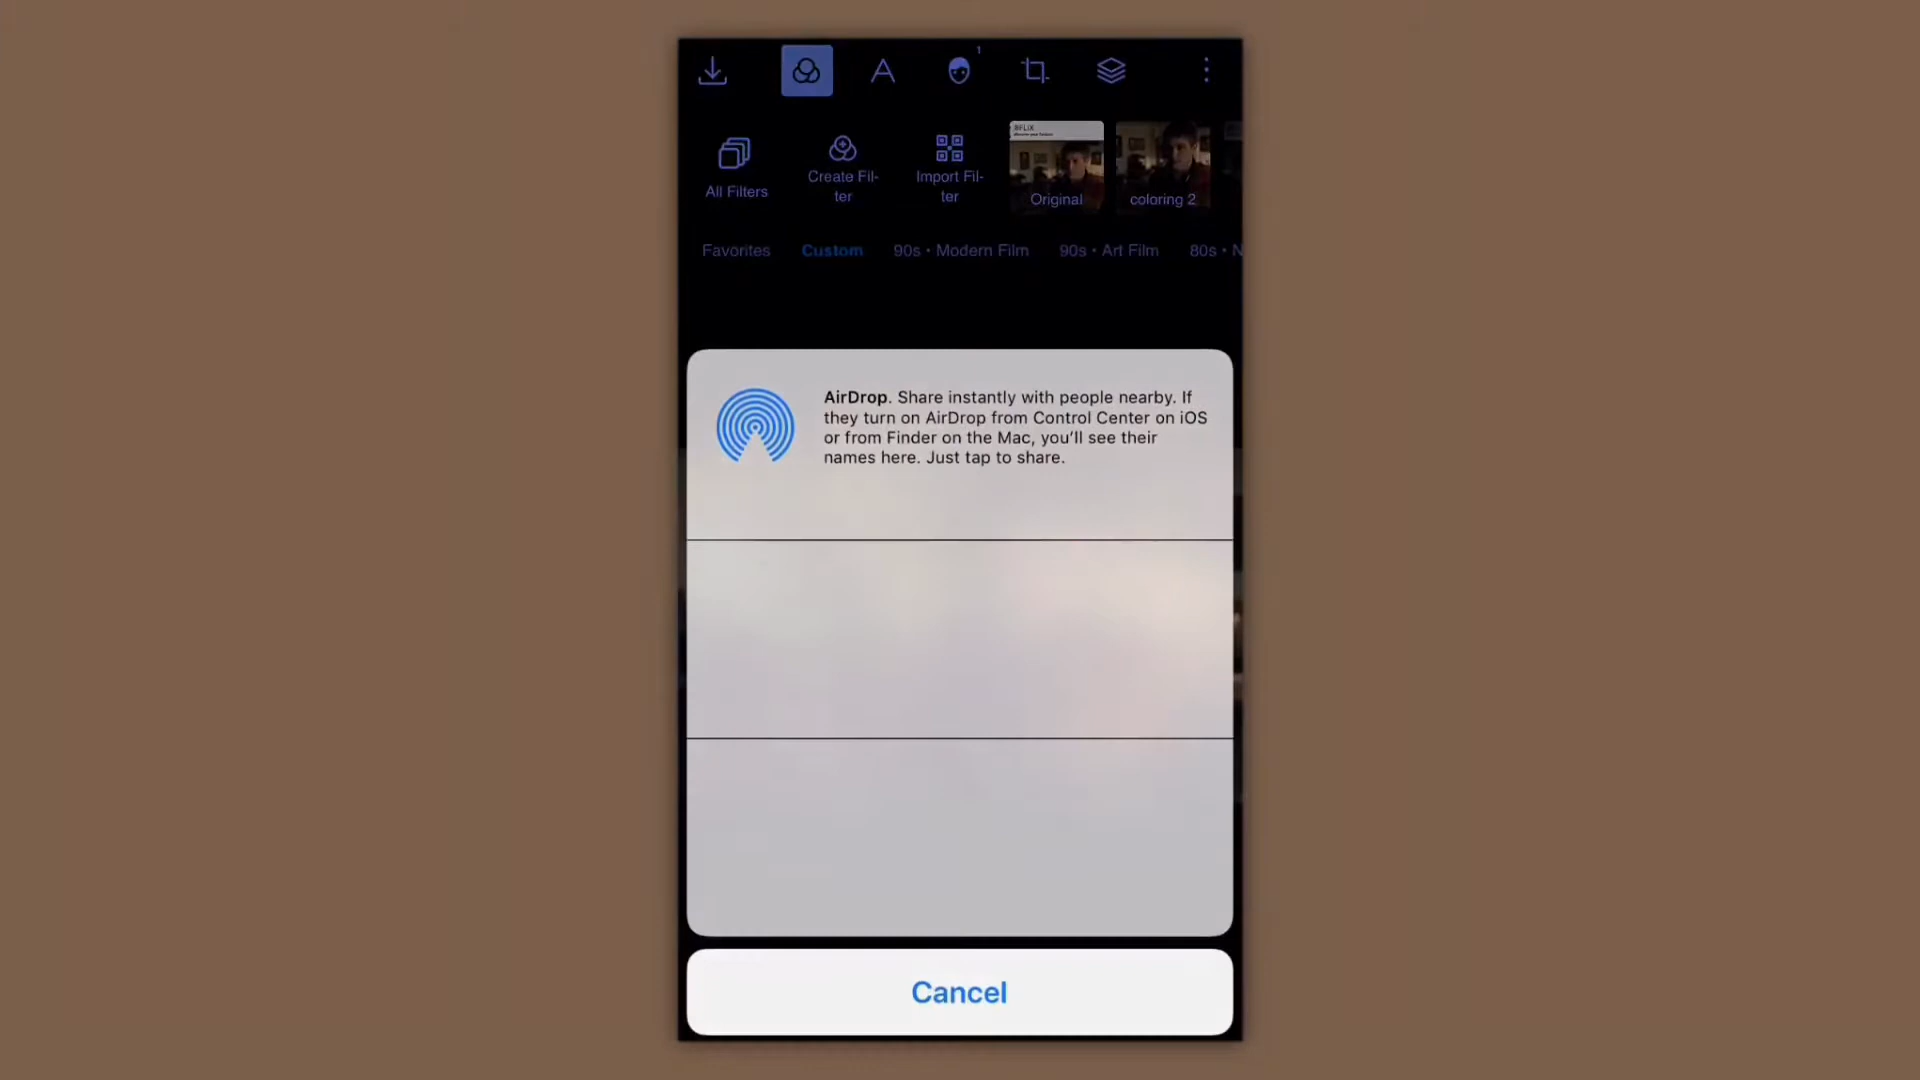 1
All Filters
Create Fil-
ter
Import Fil-
ter
Original
coloring 2
Favorites
Custom
90s • Modern Film
90s • Art Film
80s • N
AirDrop. Share instantly with people nearby. If
they turn on AirDrop from Control Center on iOS
or from Finder on the Mac, you'll see their
names here. Just tap to share.
Cancel